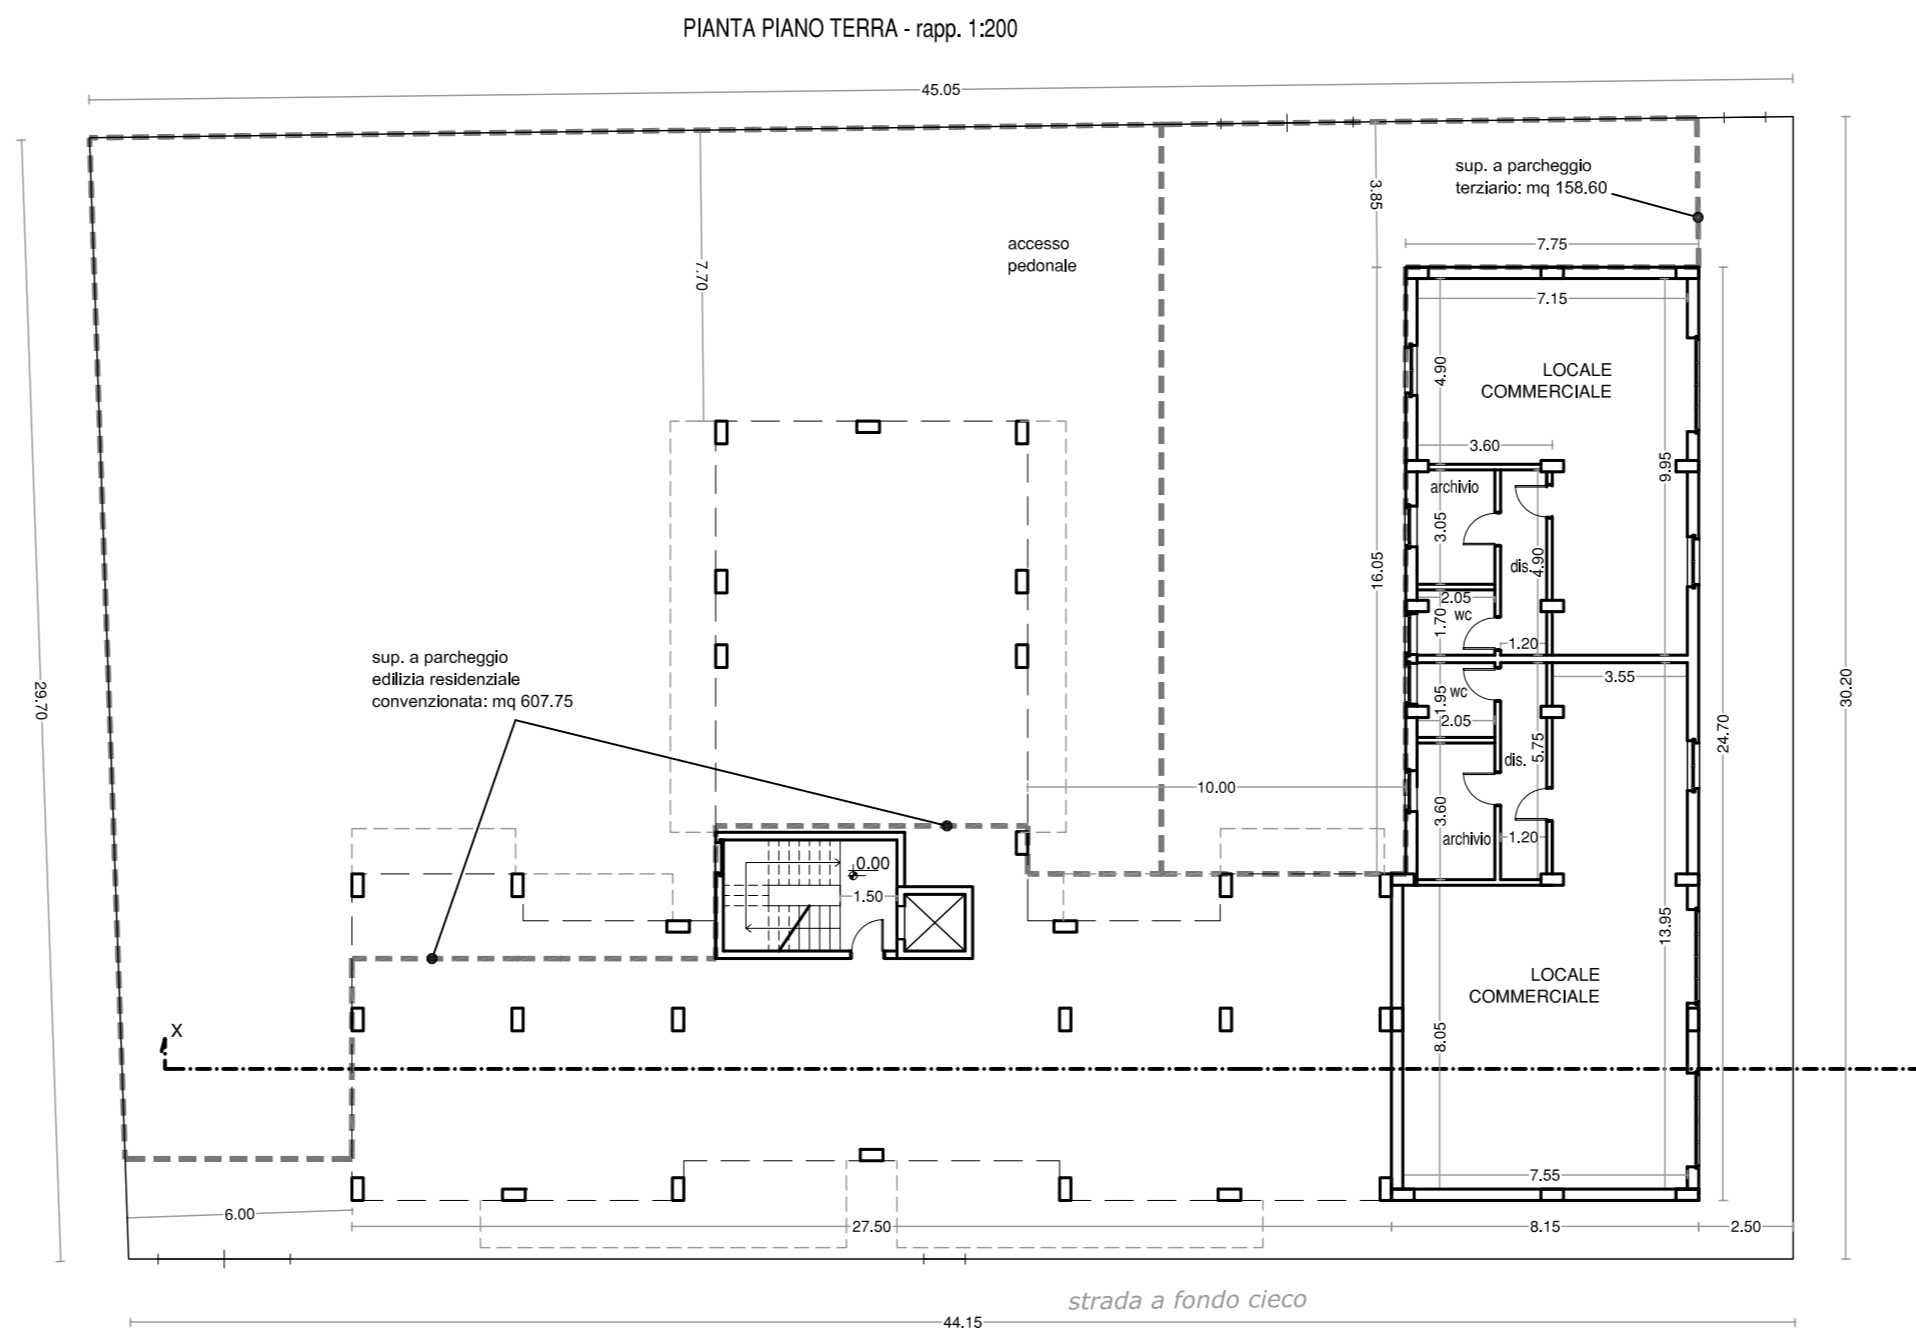 PIANTA PIANO TERRA - rapp. 1:200
45.05
sup. a parcheggio
terziario: mq 158.60
3.85
accesso
pedonale
7.75
7.70
7.15
4.90
LOCALE
COMMERCIALE
3.60
9.95
archivio
3.05
16.05
dis.
4.90
2.05
wc
1.70
1.20
sup. a parcheggio
edilizia residenziale
convenzionata: mq 607.75
29.70
3.55
30.20
wc
1.95
2.05
24.70
5.75
dis.
10.00
3.60
archivio
1.20
0.00
1.50
13.95
LOCALE
COMMERCIALE
X
8.05
7.55
6.00
27.50
8.15
2.50
strada a fondo cieco
44.15